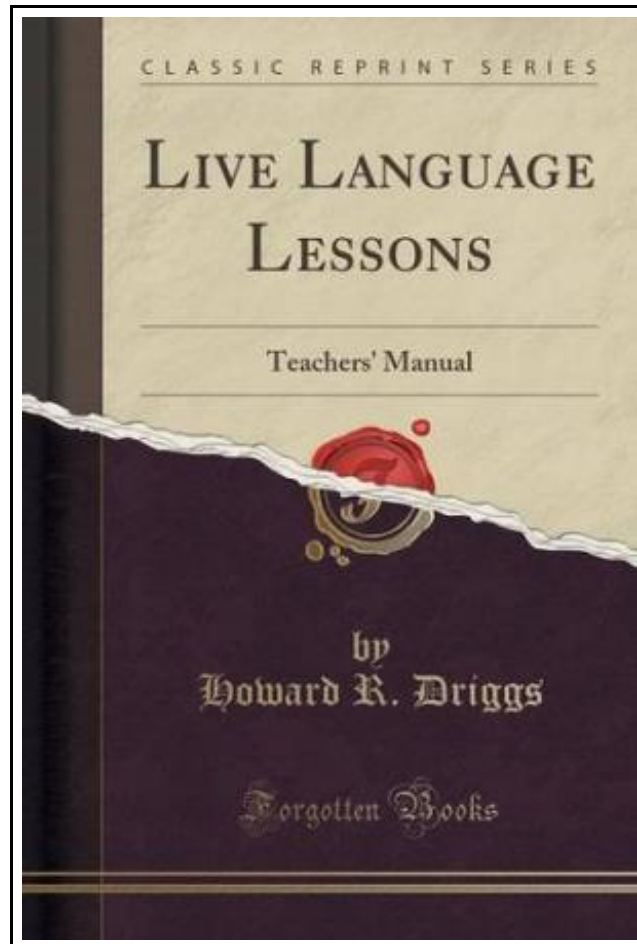 CLASSIC REPRINT SERIES
LIVE LANGUAGE
LESSONS
Teachers' Manual
F
by
Howard R. Driggs
Forgotten Books